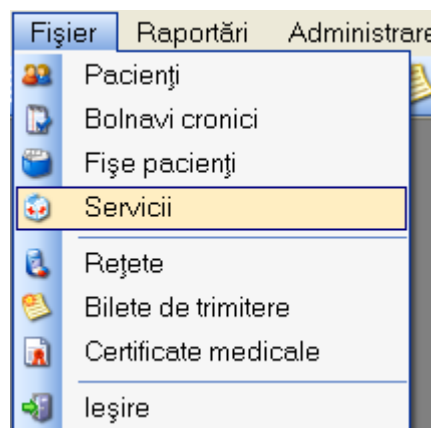 Fişier Raportări Administrare
Pacienţi
Bolnavi cronici
Fişe pacienţi
Servicii
Reţete
Bilete de trimitere
Certificate medicale
Ieşire